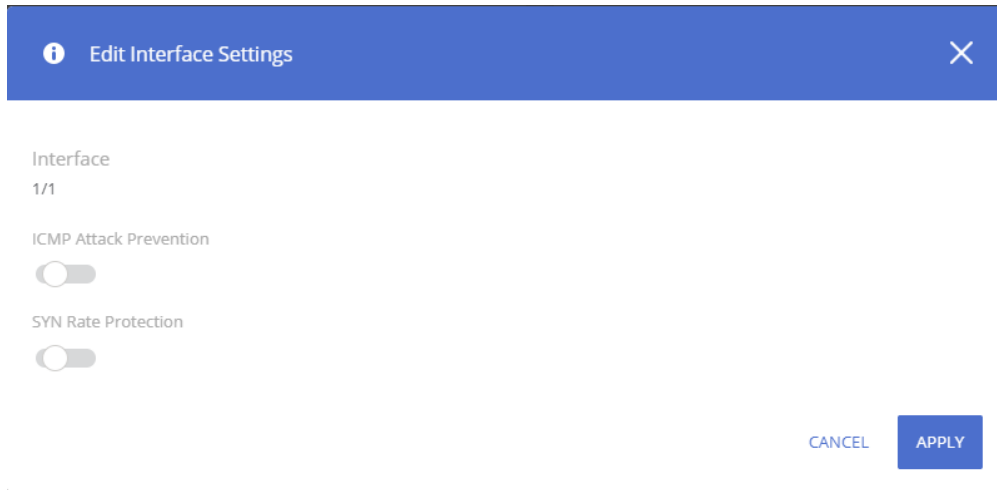 Edit Interface Settings
Interface
1/1
ICMP Attack Prevention
SYN Rate Protection
CANCEL APPLY